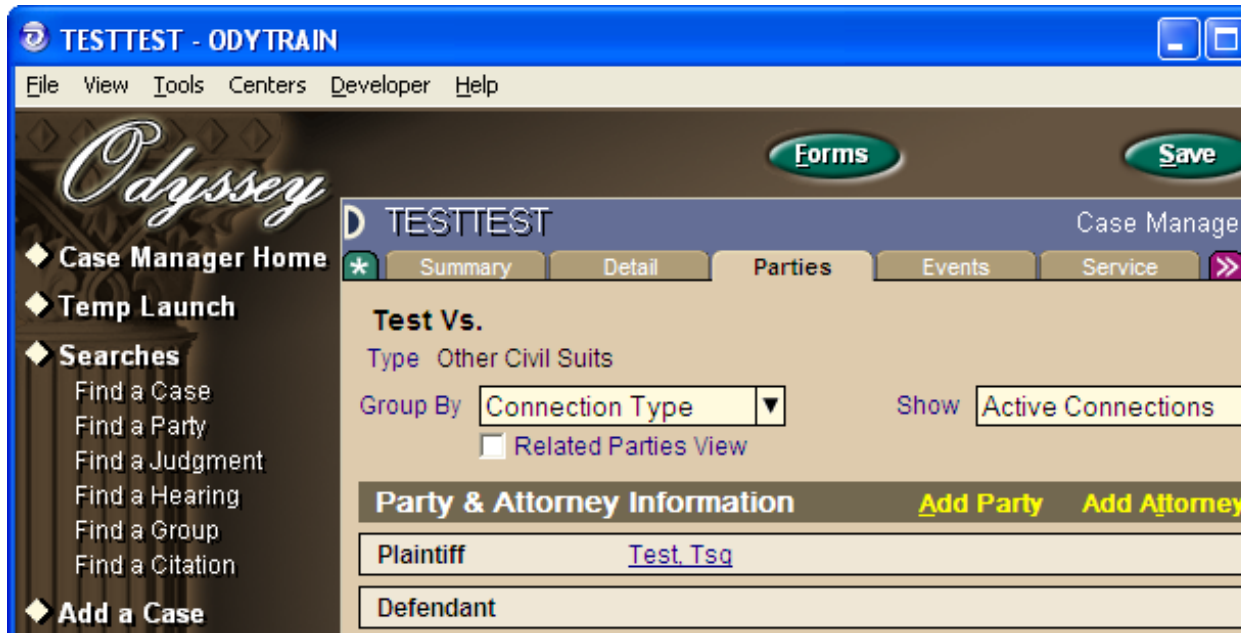 TESTTEST - ODYTRAIN
File View Tools Centers Developer Help
Odyssey
Forms
Save
TESTTEST
Case Manage
Summary Detail Parties Events Service
Case Manager Home
Temp Launch
Searches
Find a Case
Find a Party
Find a Judgment
Find a Hearing
Find a Group
Find a Citation
Add a Case
Test Vs.
Type Other Civil Suits
Group By Connection Type
Show Active Connections
Related Parties View
Party & Attorney Information Add Party Add Attorney
Plaintiff Test, Tsq
Defendant